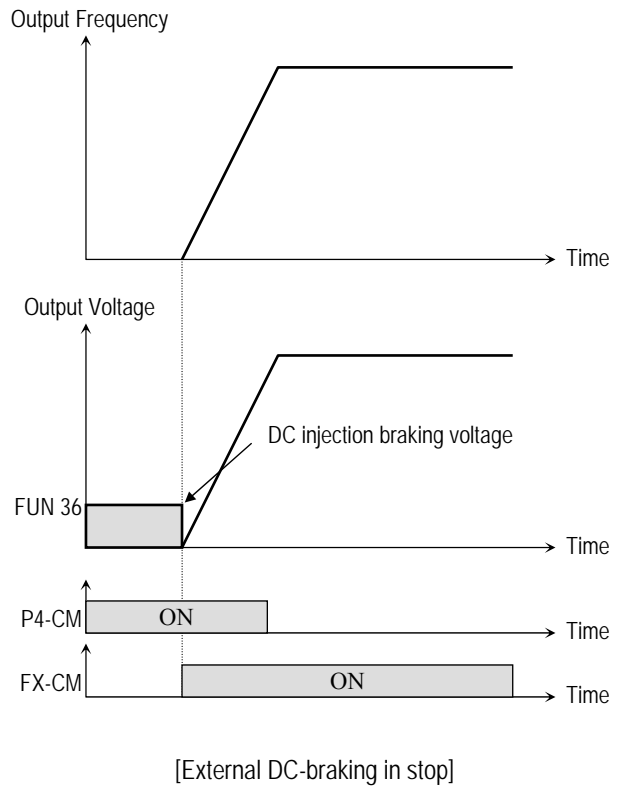 Output Frequency
Time
Output Voltage
DC injection braking voltage
FUN 36
Time
P4-CM
ON
Time
FX-CM
ON
Time
[External DC-braking in stop]